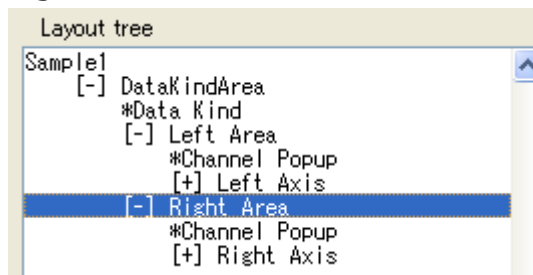 Layout tree
Sample1
[-] DataKindArea
*Data Kind
[-] Left Area
*Channel Popup
[+] Left Axis
[-] Right Area
*Channel Popup
[+] Right Axis